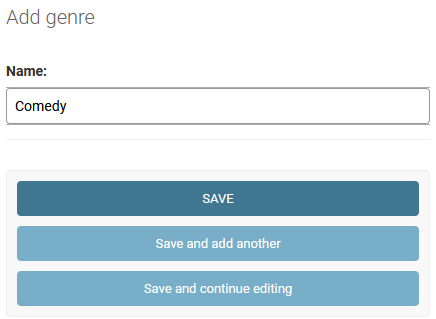 Add genre
Name:
Comedy
SAVE
Save and add another
Save and continue editing